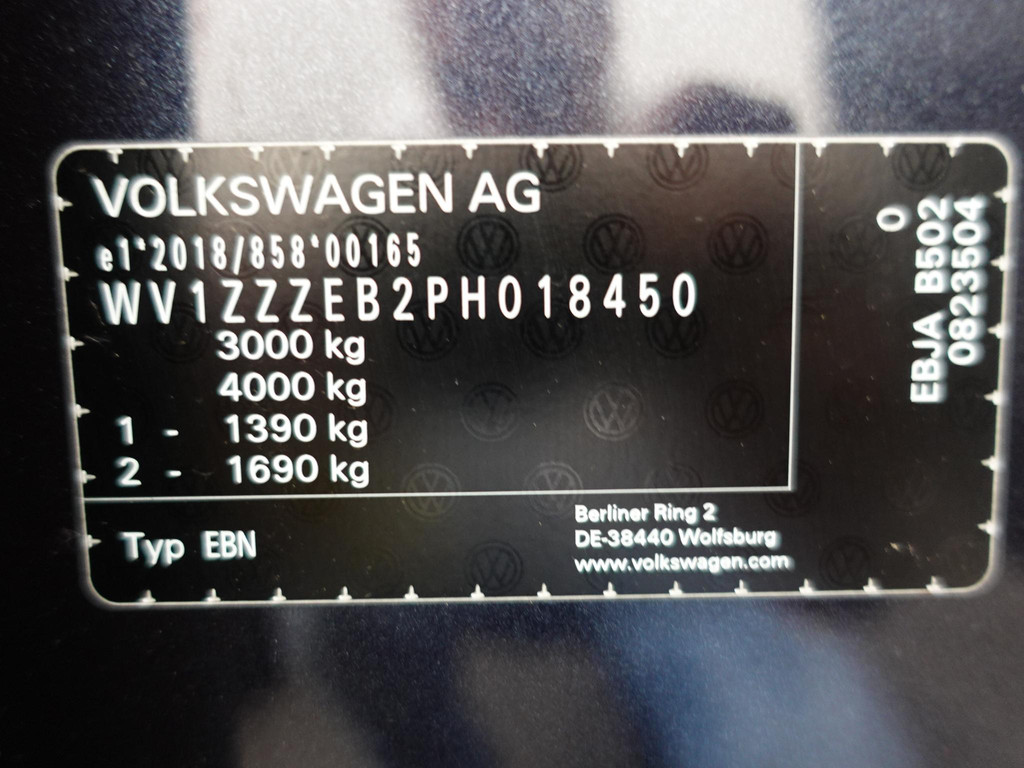 VOLKSWAGEN AG
e1*2018/858*00165
WV1ZZZEB2PH018450
3000 kg
4000 kg
1 - 1390 kg
2 - 1690 kg
Typ EBN
Berliner Ring 2
DE-38440 Wolfsburg
www.volkswagen.com
0
EBJA B502
0823504